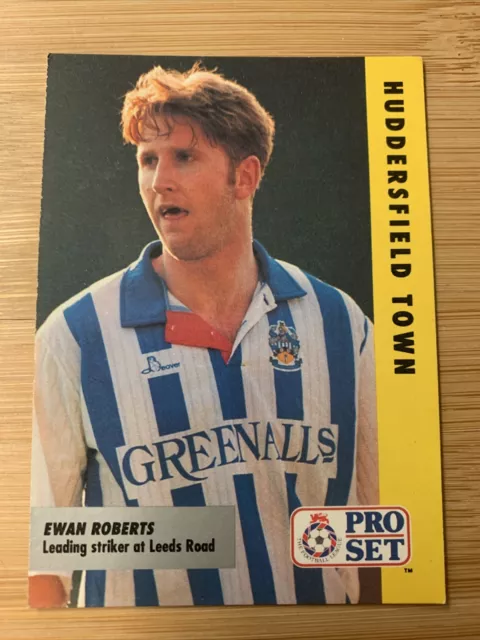 HUDDERSFIELD TOWN
Beaver
GREENALLS
EWAN ROBERTS
Leading striker at Leeds Road
PRO
SET
TM